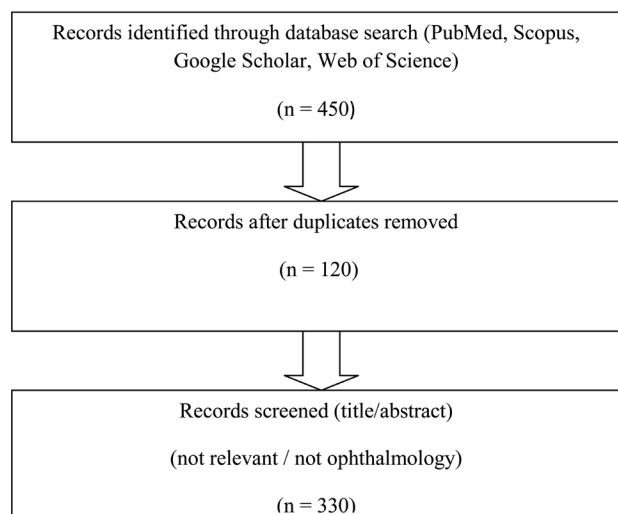 Records identified through database search (PubMed, Scopus,
Google Scholar, Web of Science)
(n = 450)
Records after duplicates removed
(n = 120)
Records screened (title/abstract)
(not relevant / not ophthalmology)
(n = 330)